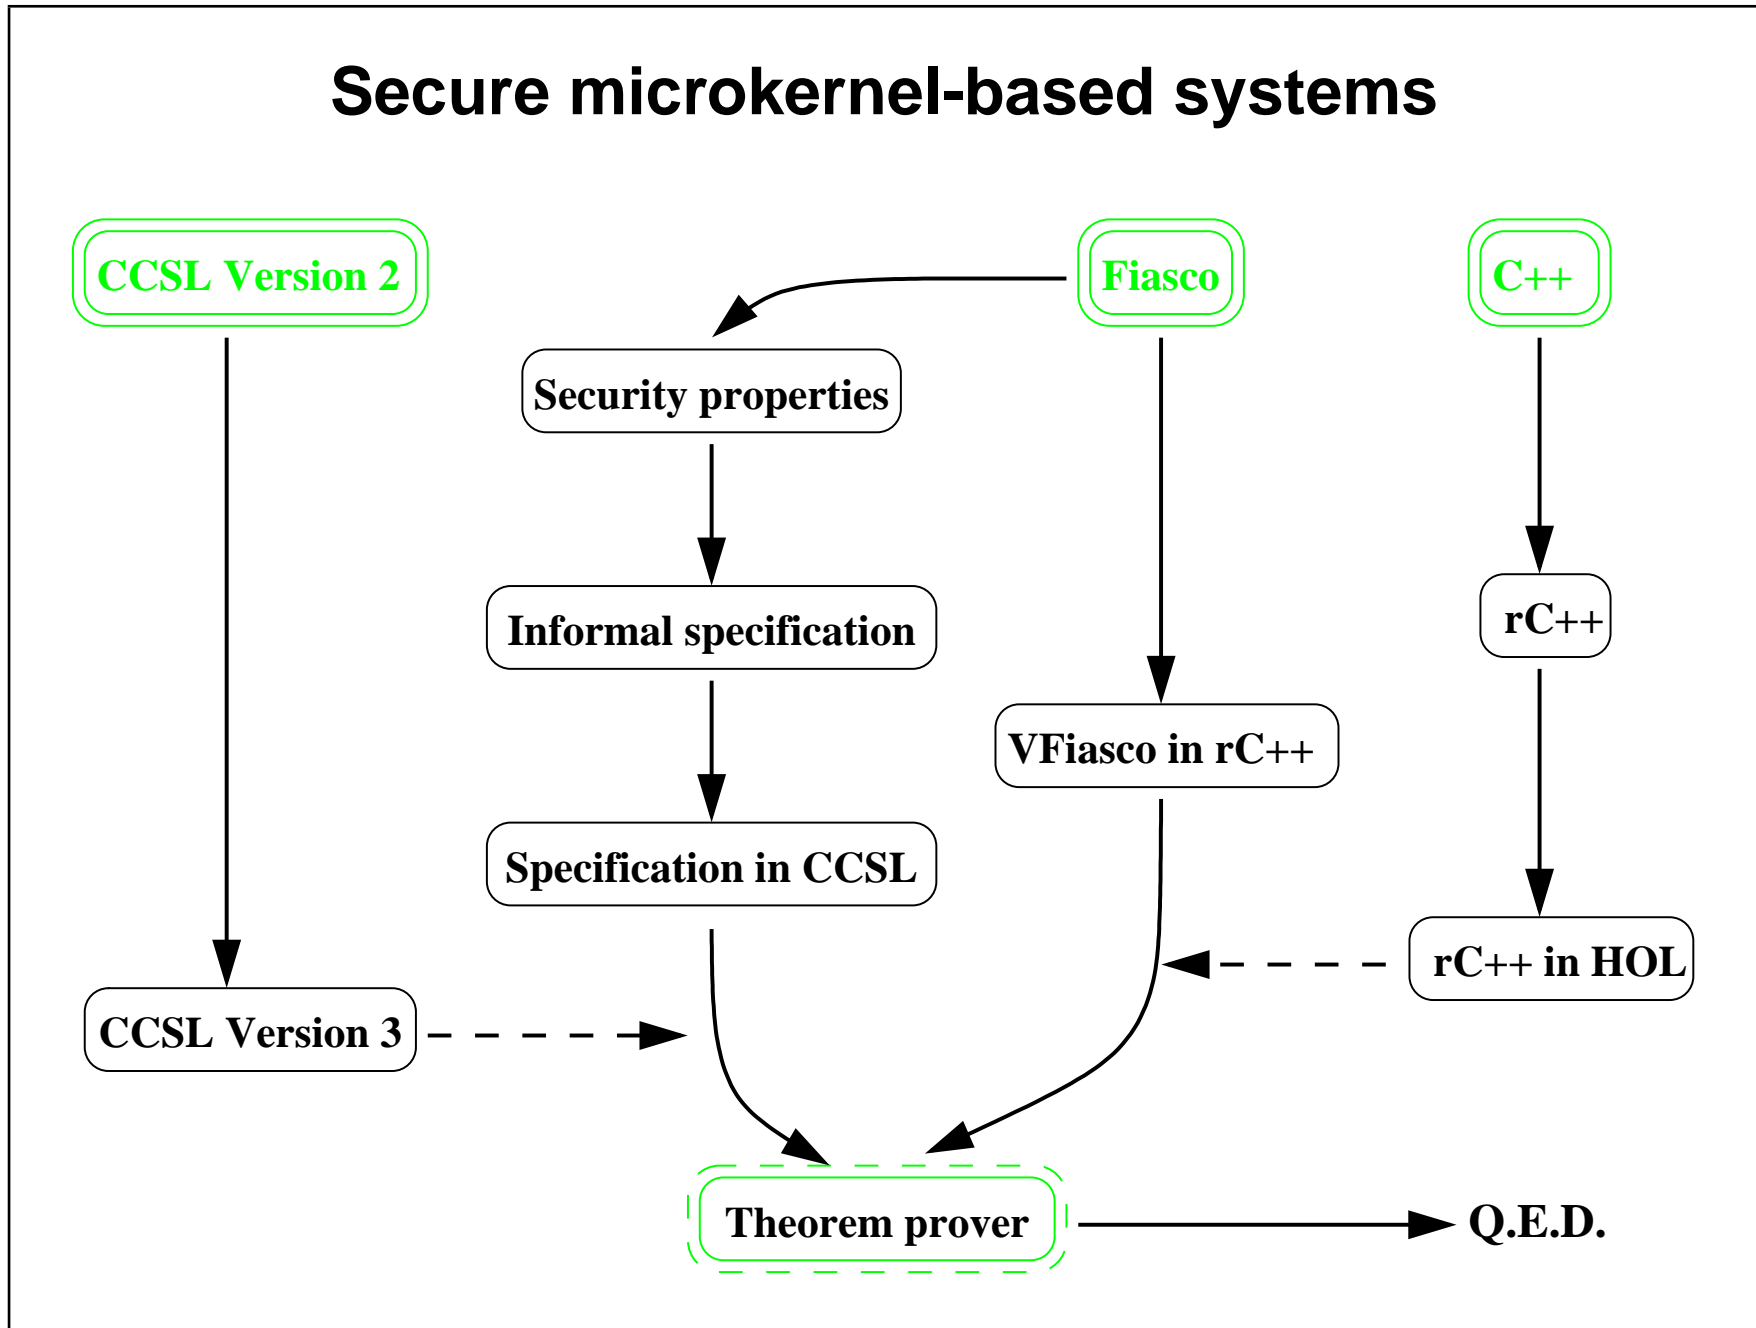 Secure microkernel-based systems
CCSL Version 2
Fiasco
C++
Security properties
Informal specification
rC++
VFiasco in rC++
Specification in CCSL
rC++ in HOL
CCSL Version 3
Theorem prover
Q.E.D.